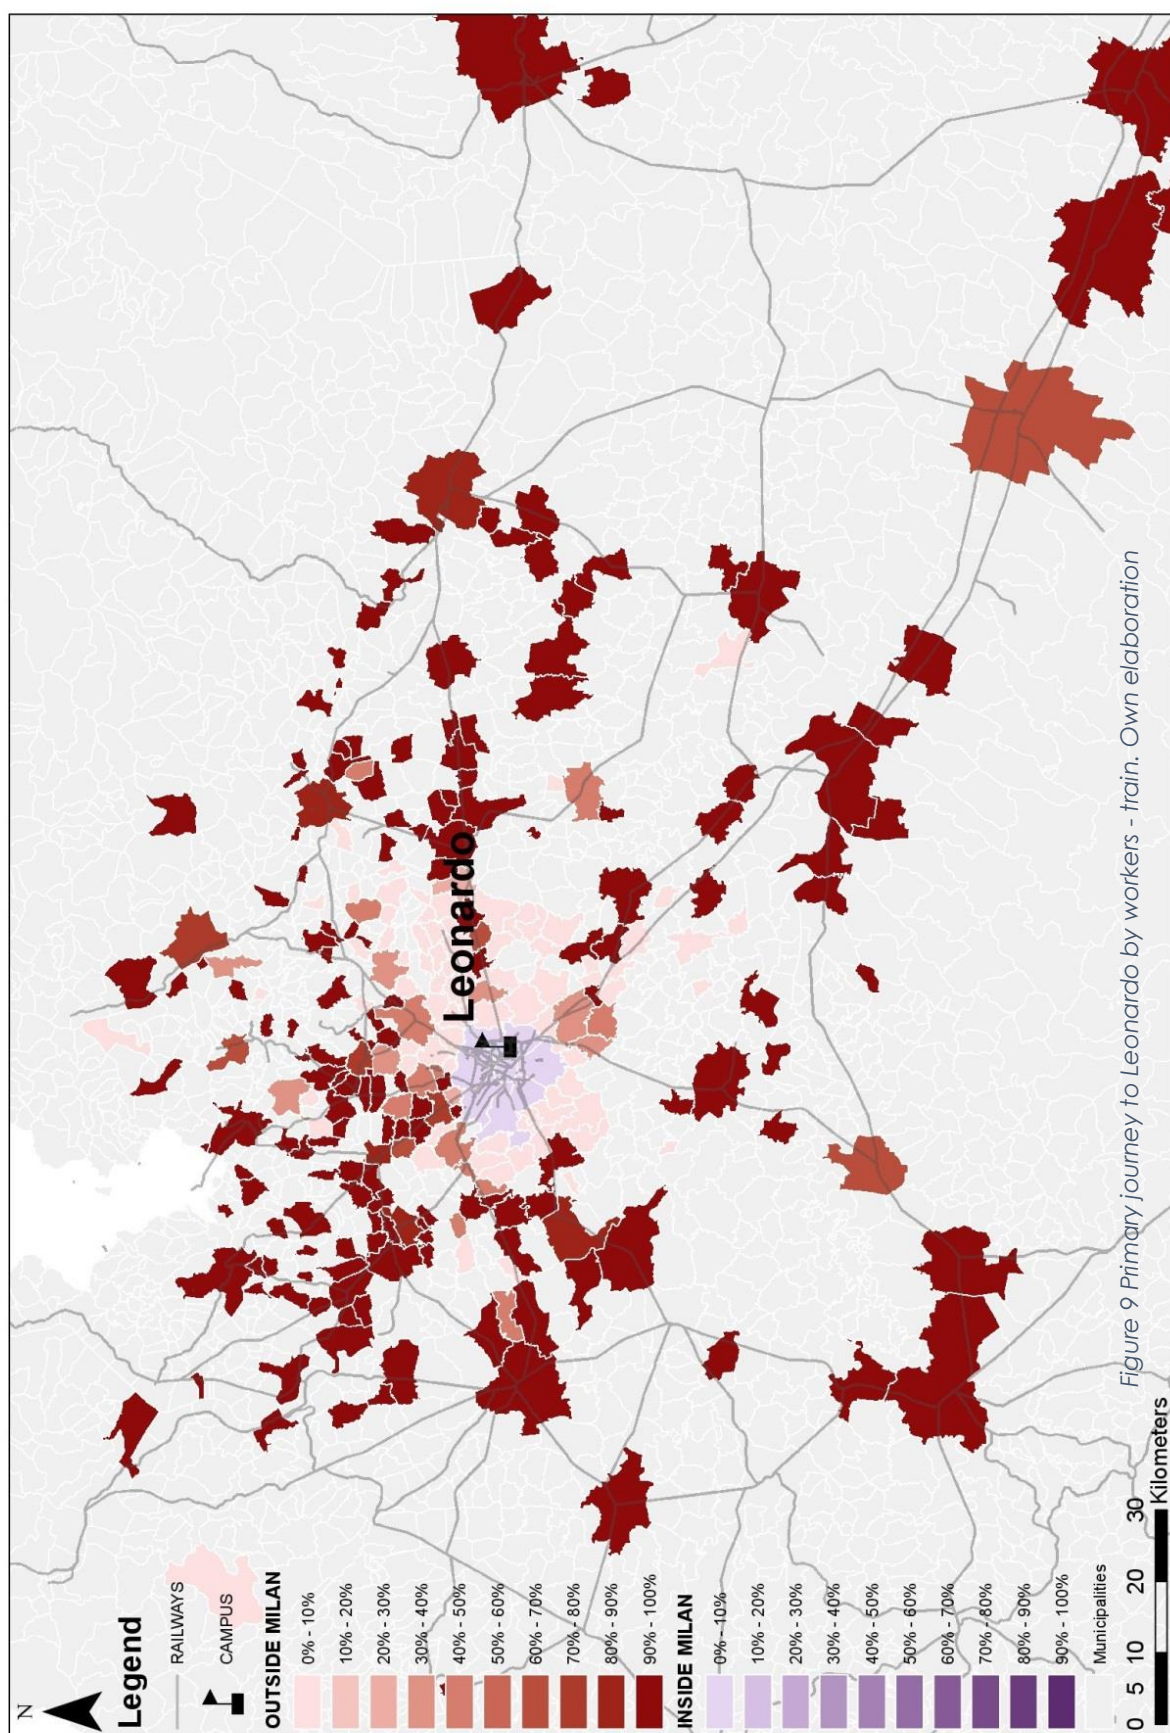 N
Legend
RAILWAYS
CAMPUS
OUTSIDE MILAN
0% - 10%
10% - 20%
20% - 30%
30% - 40%
40% - 50%
50% - 60%
60% - 70%
70% - 80%
80% - 90%
90% - 100%
INSIDE MILAN
0% - 10%
10% - 20%
20% - 30%
30% - 40%
40% - 50%
50% - 60%
60% - 70%
70% - 80%
80% - 90%
90% - 100%
Municipalities
0 5 10 20 30
Kilometers
Leonardo
Figure 9 Primary journey to Leonardo by workers - train. Own elaboration